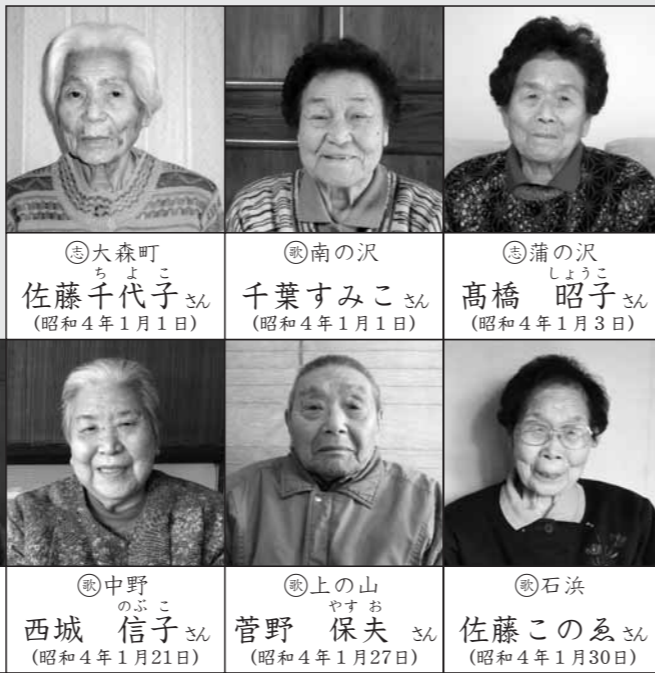 ㊟志 大森町
ちよこ
佐藤千代子さん
(昭和4年1月1日)
歌 南の沢
千葉すみこさん
(昭和4年1月1日)
志 蒲の沢
しょうこ
髙橋 昭子さん
(昭和4年1月3日)
歌 中野
のぶこ
西城 信子さん
(昭和4年1月21日)
歌 上の山
やすお
菅野 保夫 さん
(昭和4年1月27日)
歌 石浜
佐藤このゑさん
(昭和4年1月30日)